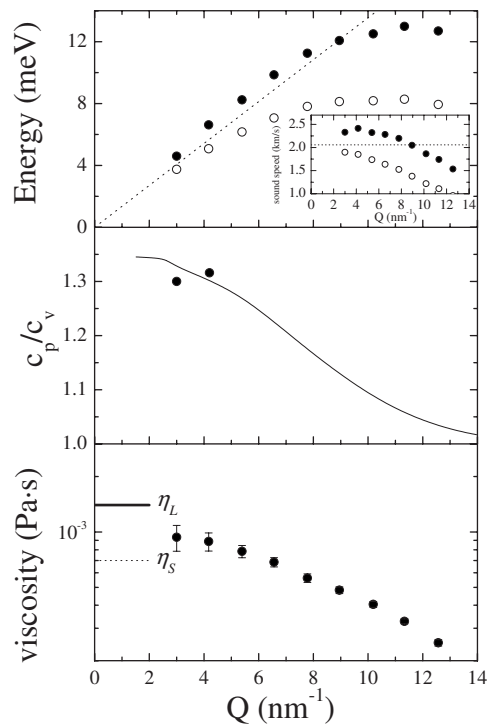 12
8
4
0
Energy (meV)
2.5
2.0
1.5
1.0
sound speed (km/s)
0 2 4 6 8 10 12 14
Q (nm⁻¹)
1.3
1.2
1.1
1.0
c_p/c_v
η_L
10⁻³
η_S
viscosity (Pa·s)
0 2 4 6 8 10 12 14
Q (nm⁻¹)